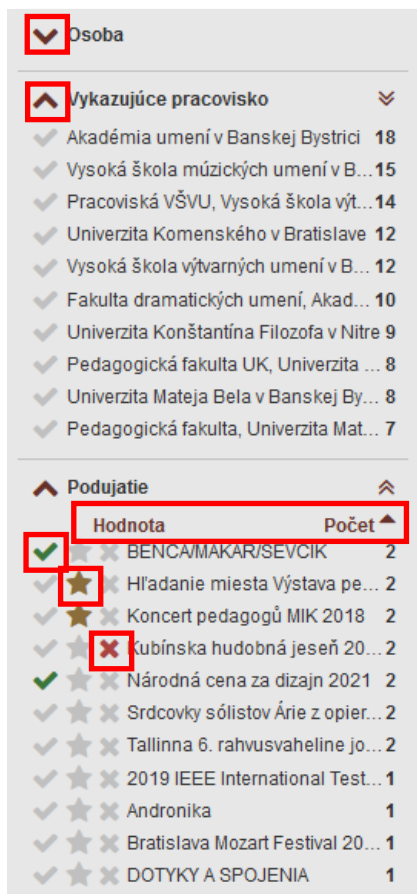 Osoba
Vykazujúce pracovisko
Akadémia umení v Banskej Bystrici 18
Vysoká škola múzických umení v B... 15
Pracoviská VŠVU, Vysoká škola výt... 14
Univerzita Komenského v Bratislave 12
Vysoká škola výtvarných umení v B... 12
Fakulta dramatických umení, Akad... 10
Univerzita Konštantína Filozofa v Nitre 9
Pedagogická fakulta UK, Univerzita ... 8
Univerzita Mateja Bela v Banskej By... 8
Pedagogická fakulta, Univerzita Mat... 7
Podujatie
Hodnota Počet
BENCA/MAKAR/SEVCIK 2
Hľadanie miesta Výstava pe... 2
Koncert pedagogů MIK 2018 2
Kubínska hudobná jeseň 20... 2
Národná cena za dizajn 2021 2
Srdcovky sólistov Árie z opier... 2
Tallinna 6. rahvusvaheline jo... 2
2019 IEEE International Test... 1
Andronika 1
Bratislava Mozart Festival 20... 1
DOTYKY A SPOJENIA 1